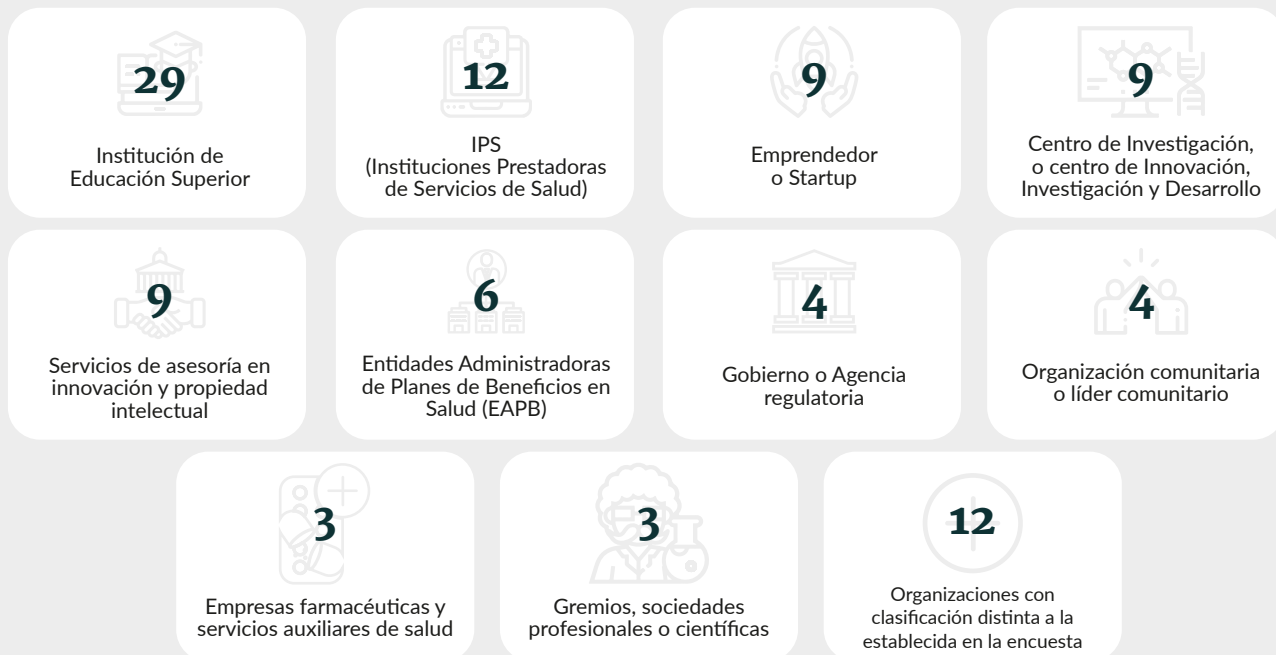 29
Institución de
Educación Superior
12
IPS
(Instituciones Prestadoras
de Servicios de Salud)
9
Emprendedor
o Startup
9
Centro de Investigación,
o centro de Innovación,
Investigación y Desarrollo
9
Servicios de asesoría en
innovación y propiedad
intelectual
6
Entidades Administradoras
de Planes de Beneficios en
Salud (EAPB)
4
Gobierno o Agencia
regulatoria
4
Organización comunitaria
o líder comunitario
3
Empresas farmacéuticas y
servicios auxiliares de salud
3
Gremios, sociedades
profesionales o científicas
12
Organizaciones con
clasificación distinta a la
establecida en la encuesta